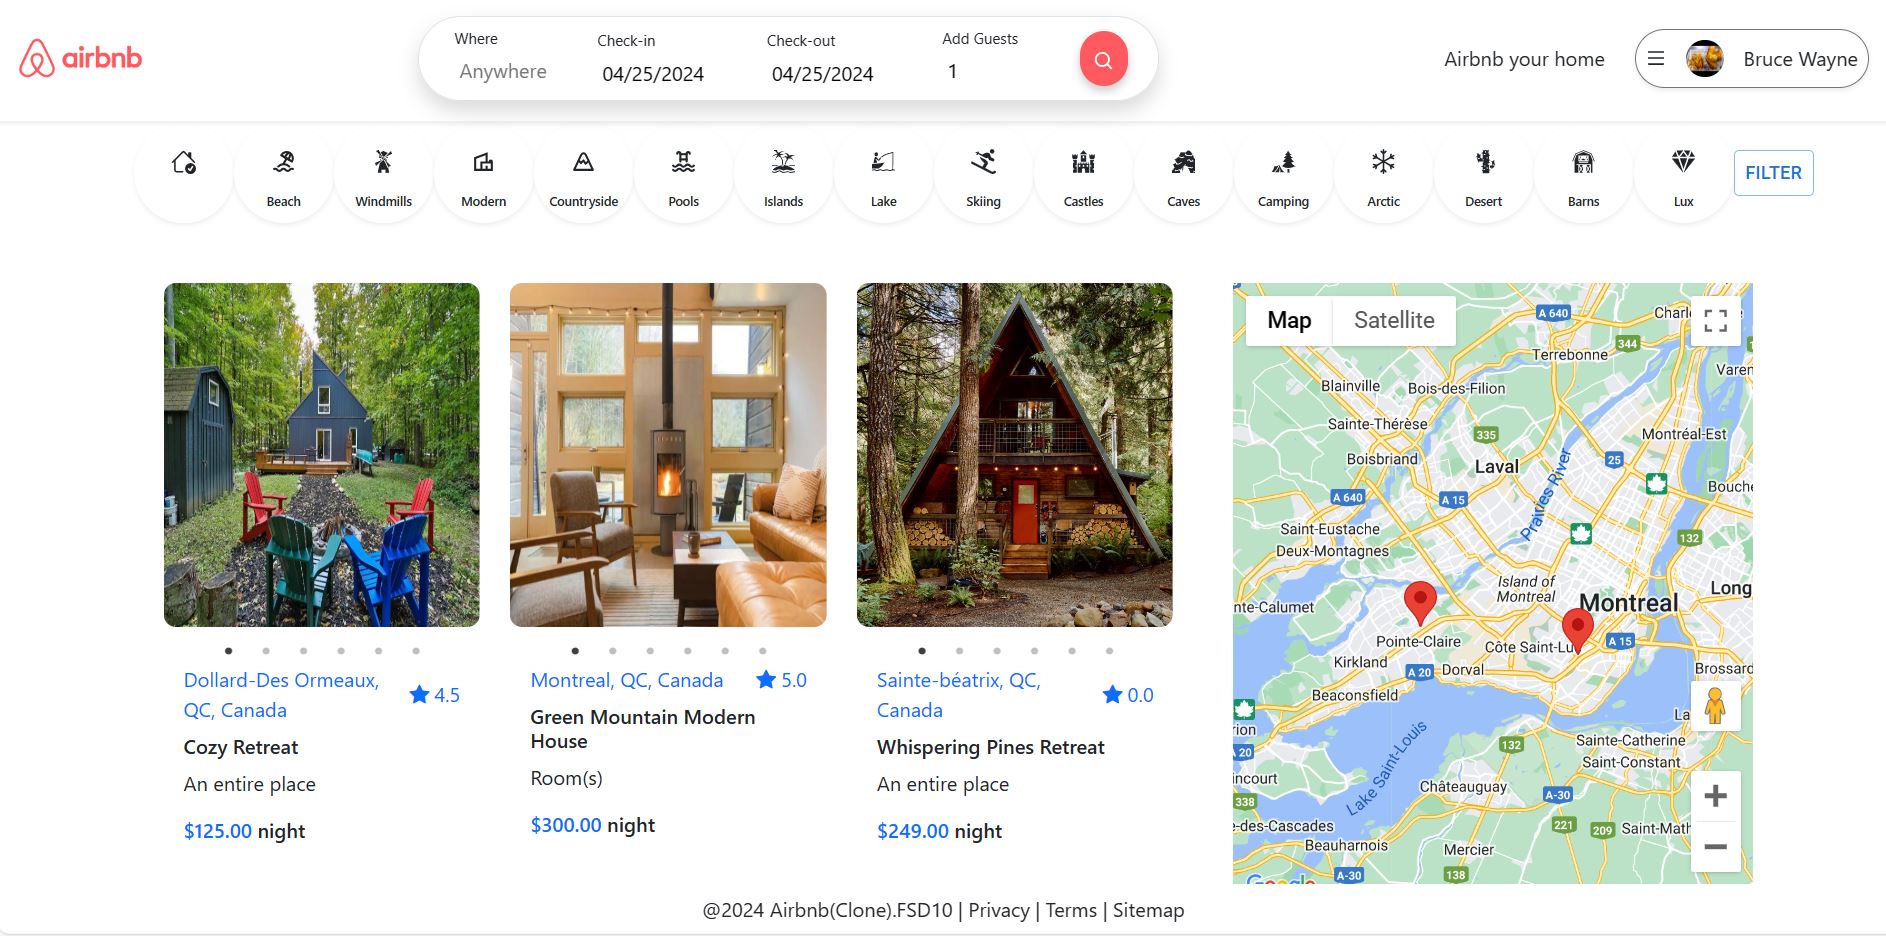 airbnb
Where
Anywhere
Check-in
04/25/2024
Check-out
04/25/2024
Add Guests
1
Airbnb your home
Bruce Wayne
Beach
Windmills
Modern
Countryside
Pools
Islands
Lake
Skiing
Castles
Caves
Camping
Arctic
Desert
Barns
Lux
FILTER
Dollard-Des Ormeaux,
QC, Canada
4.5
Cozy Retreat
An entire place
$125.00 night
Montreal, QC, Canada
5.0
Green Mountain Modern
House
Room(s)
$300.00 night
Sainte-béatrix, QC,
Canada
0.0
Whispering Pines Retreat
An entire place
$249.00 night
Map
Satellite
A 640
Charl
344
Terrebonne
Varen
Blainville
Bois-des-Filion
Sainte-Thérèse
335
Montréal-Est
Boisbriand
Laval
25
Prairies River
Bouche
A 640
A 15
Saint-Eustache
132
Deux-Montagnes
Island of
Montreal
Long
nte-Calumet
Montreal
Pointe-Claire
Côte Saint-Lu
A 15
Kirkland
A 20
Dorval
Brossard
Beaconsfield
La
rion
A 20
Lake Saint-Louis
132
Sainte-Catherine
Saint-Constant
incourt
Châteauguay
A-30
338
e-des-Cascades
221
209
Saint-Math
Beauharnois
Mercier
A-30
138
Google
@2024 Airbnb(Clone).FSD10 | Privacy | Terms | Sitemap